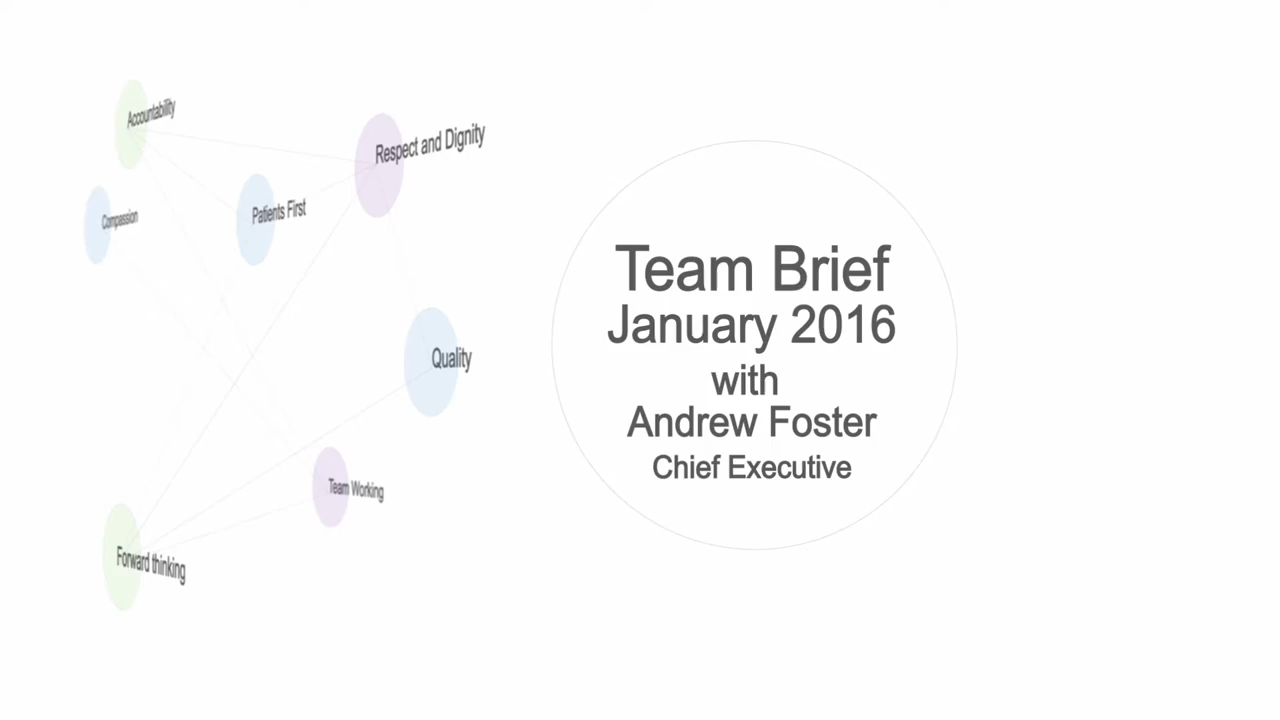 Accountability
Respect and Dignity
Compassion
Patients First
Quality
Team Working
Forward thinking
Team Brief
January 2016
with
Andrew Foster
Chief Executive